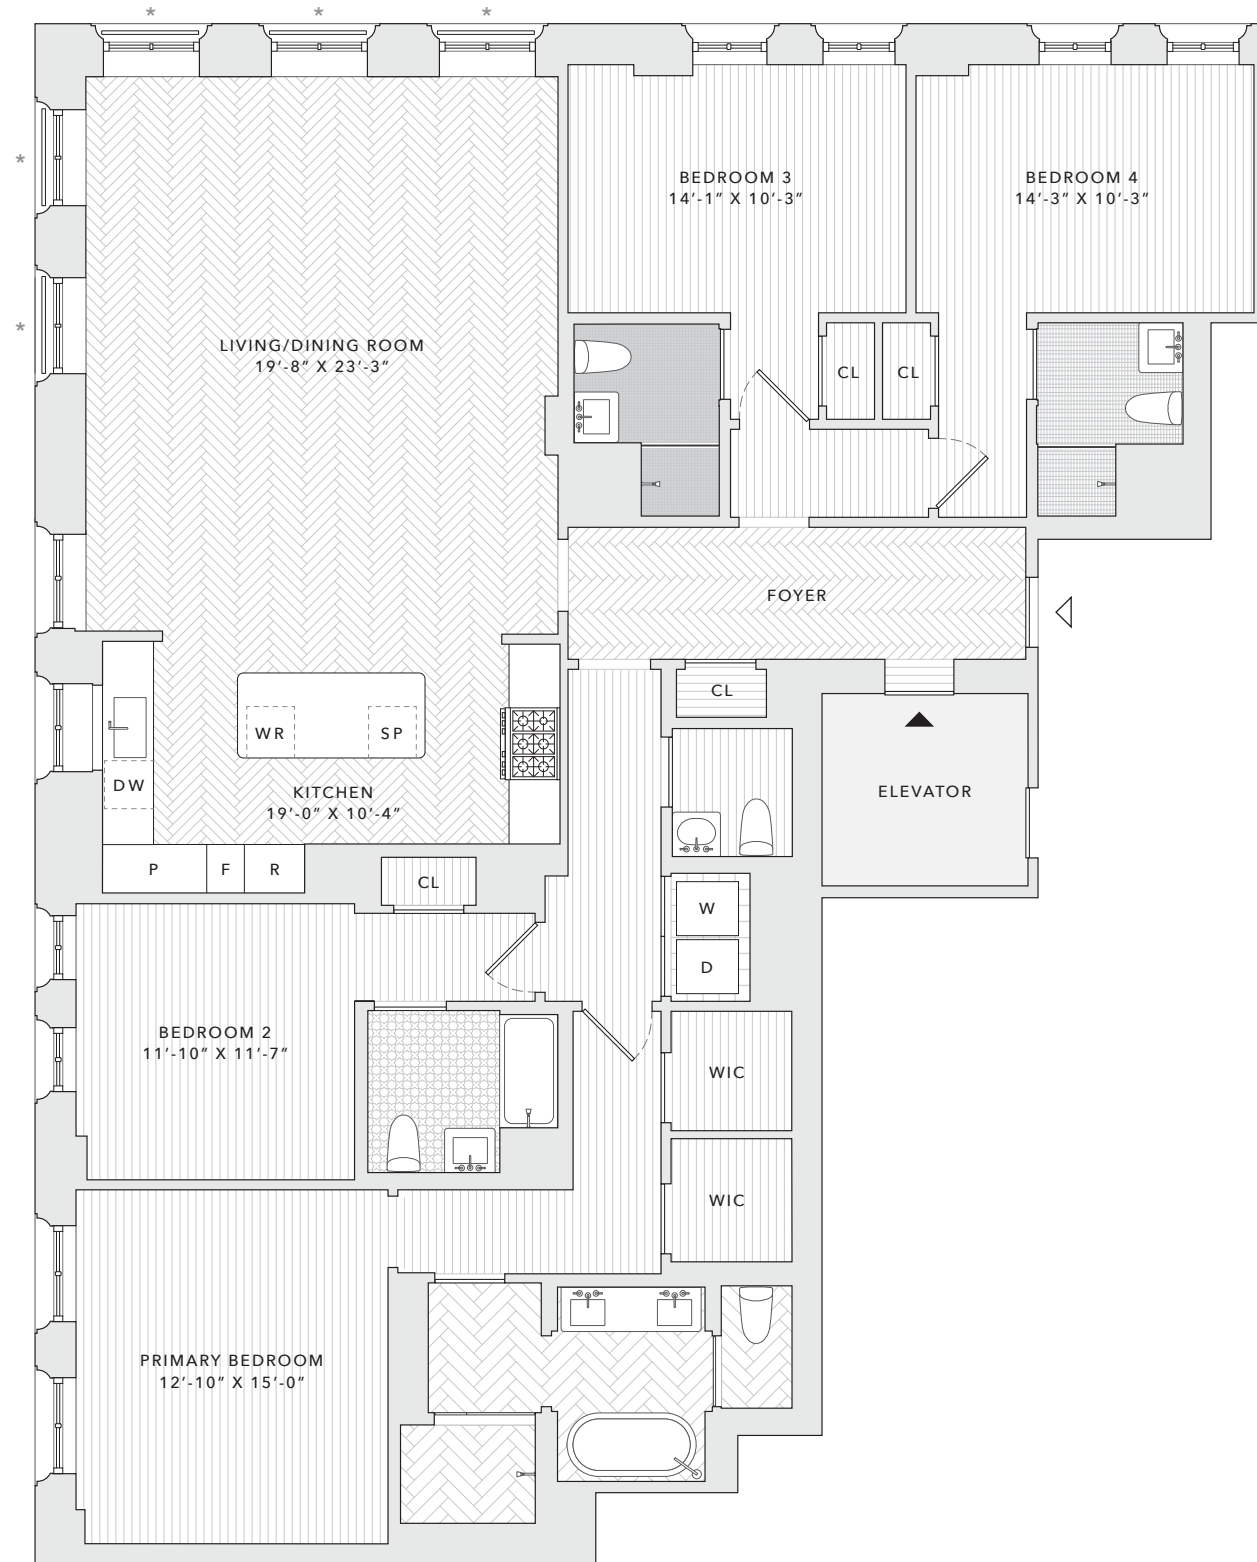 * * *
BEDROOM 3
14'-1" X 10'-3"
BEDROOM 4
14'-3" X 10'-3"
*
*
LIVING/DINING ROOM
19'-8" X 23'-3"
CL
CL
FOYER
CL
WR
SP
DW
KITCHEN
19'-0" X 10'-4"
ELEVATOR
P
F
R
CL
W
D
BEDROOM 2
11'-10" X 11'-7"
WIC
WIC
PRIMARY BEDROOM
12'-10" X 15'-0"